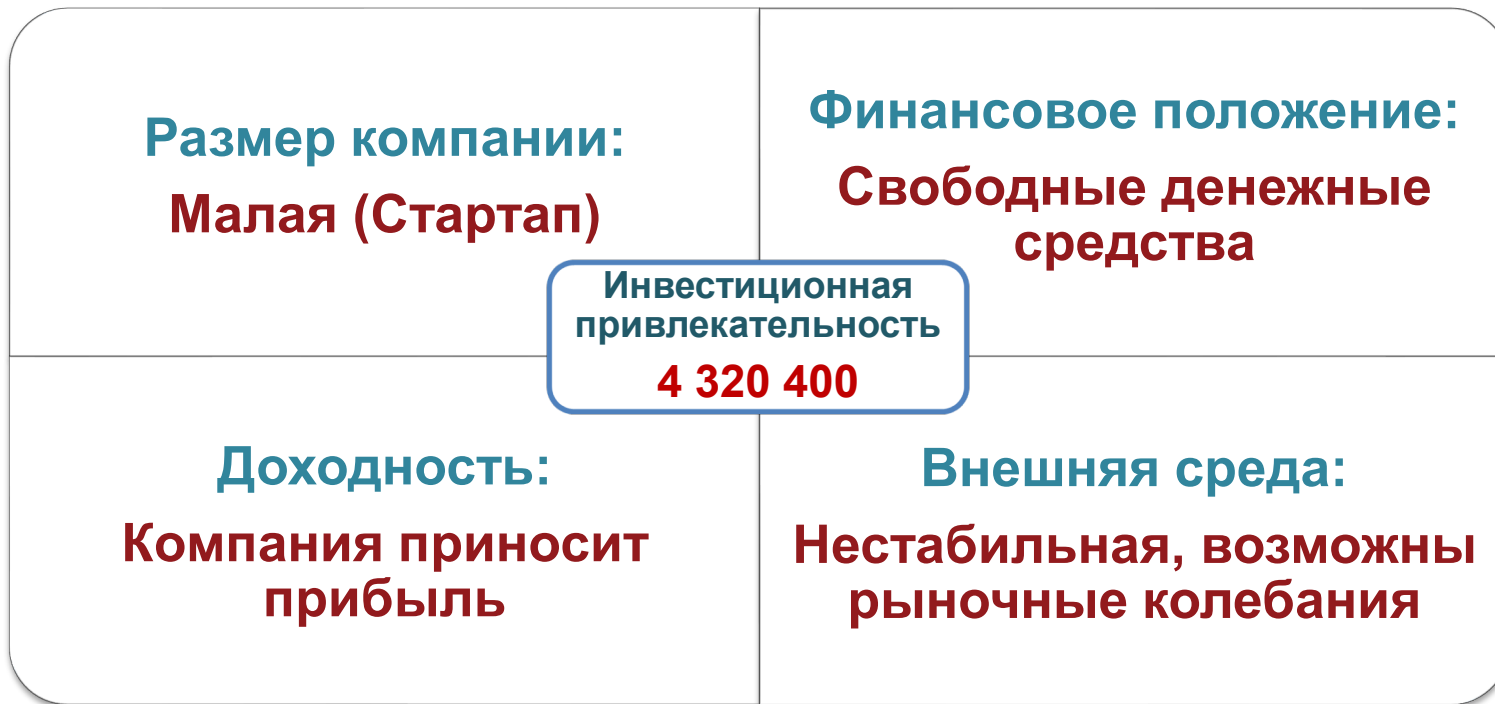 Размер компании:
Малая (Стартап)
Финансовое положение:
Свободные денежные
средства
Инвестиционная
привлекательность
4 320 400
Доходность:
Компания приносит
прибыль
Внешняя среда:
Нестабильная, возможны
рыночные колебания